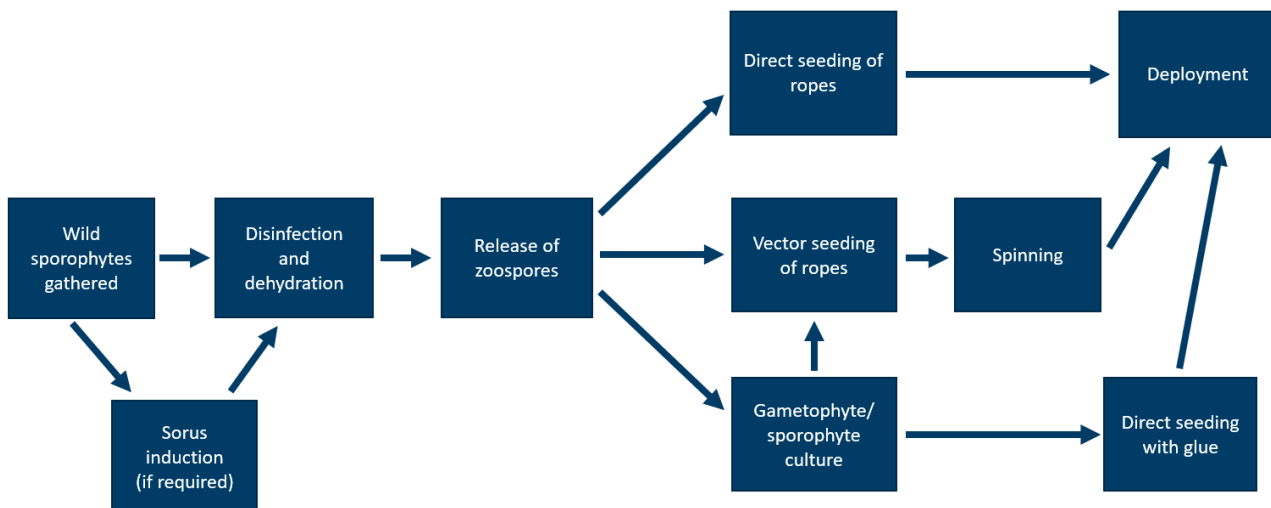 Wild
sporophytes
gathered
Sorus
induction
(if required)
Disinfection
and
dehydration
Release of
zoospores
Direct seeding of
ropes
Vector seeding
of ropes
Gametophyte/
sporophyte
culture
Spinning
Direct seeding
with glue
Deployment